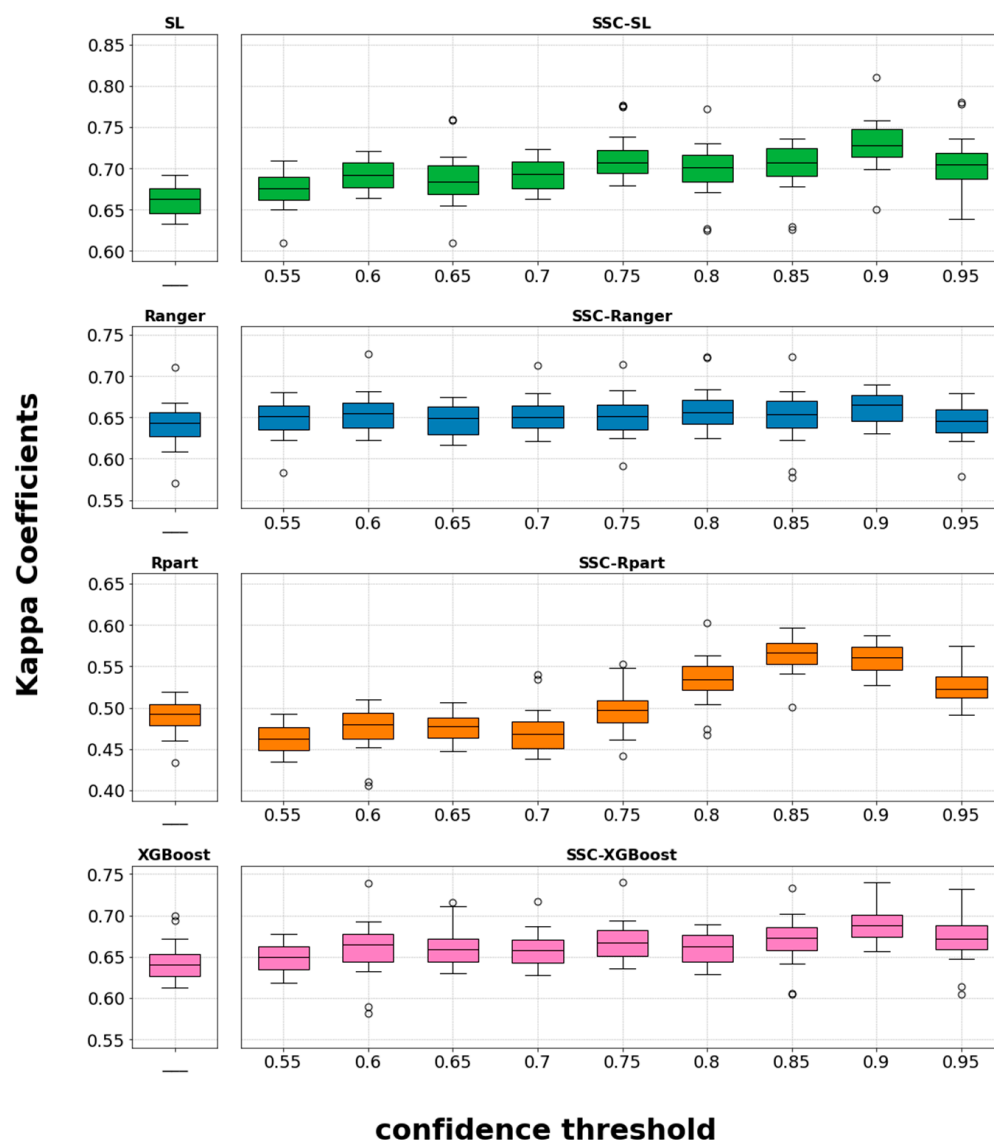 SL SSC-SL
0.85
0.80
0.75
0.70
0.65
0.60
— 0.55 0.6 0.65 0.7 0.75 0.8 0.85 0.9 0.95
Ranger SSC-Ranger
0.75
0.70
0.65
0.60
0.55
— 0.55 0.6 0.65 0.7 0.75 0.8 0.85 0.9 0.95
Kappa Coefficients
Rpart SSC-Rpart
0.65
0.60
0.55
0.50
0.45
0.40
— 0.55 0.6 0.65 0.7 0.75 0.8 0.85 0.9 0.95
XGBoost SSC-XGBoost
0.75
0.70
0.65
0.60
0.55
— 0.55 0.6 0.65 0.7 0.75 0.8 0.85 0.9 0.95
confidence threshold